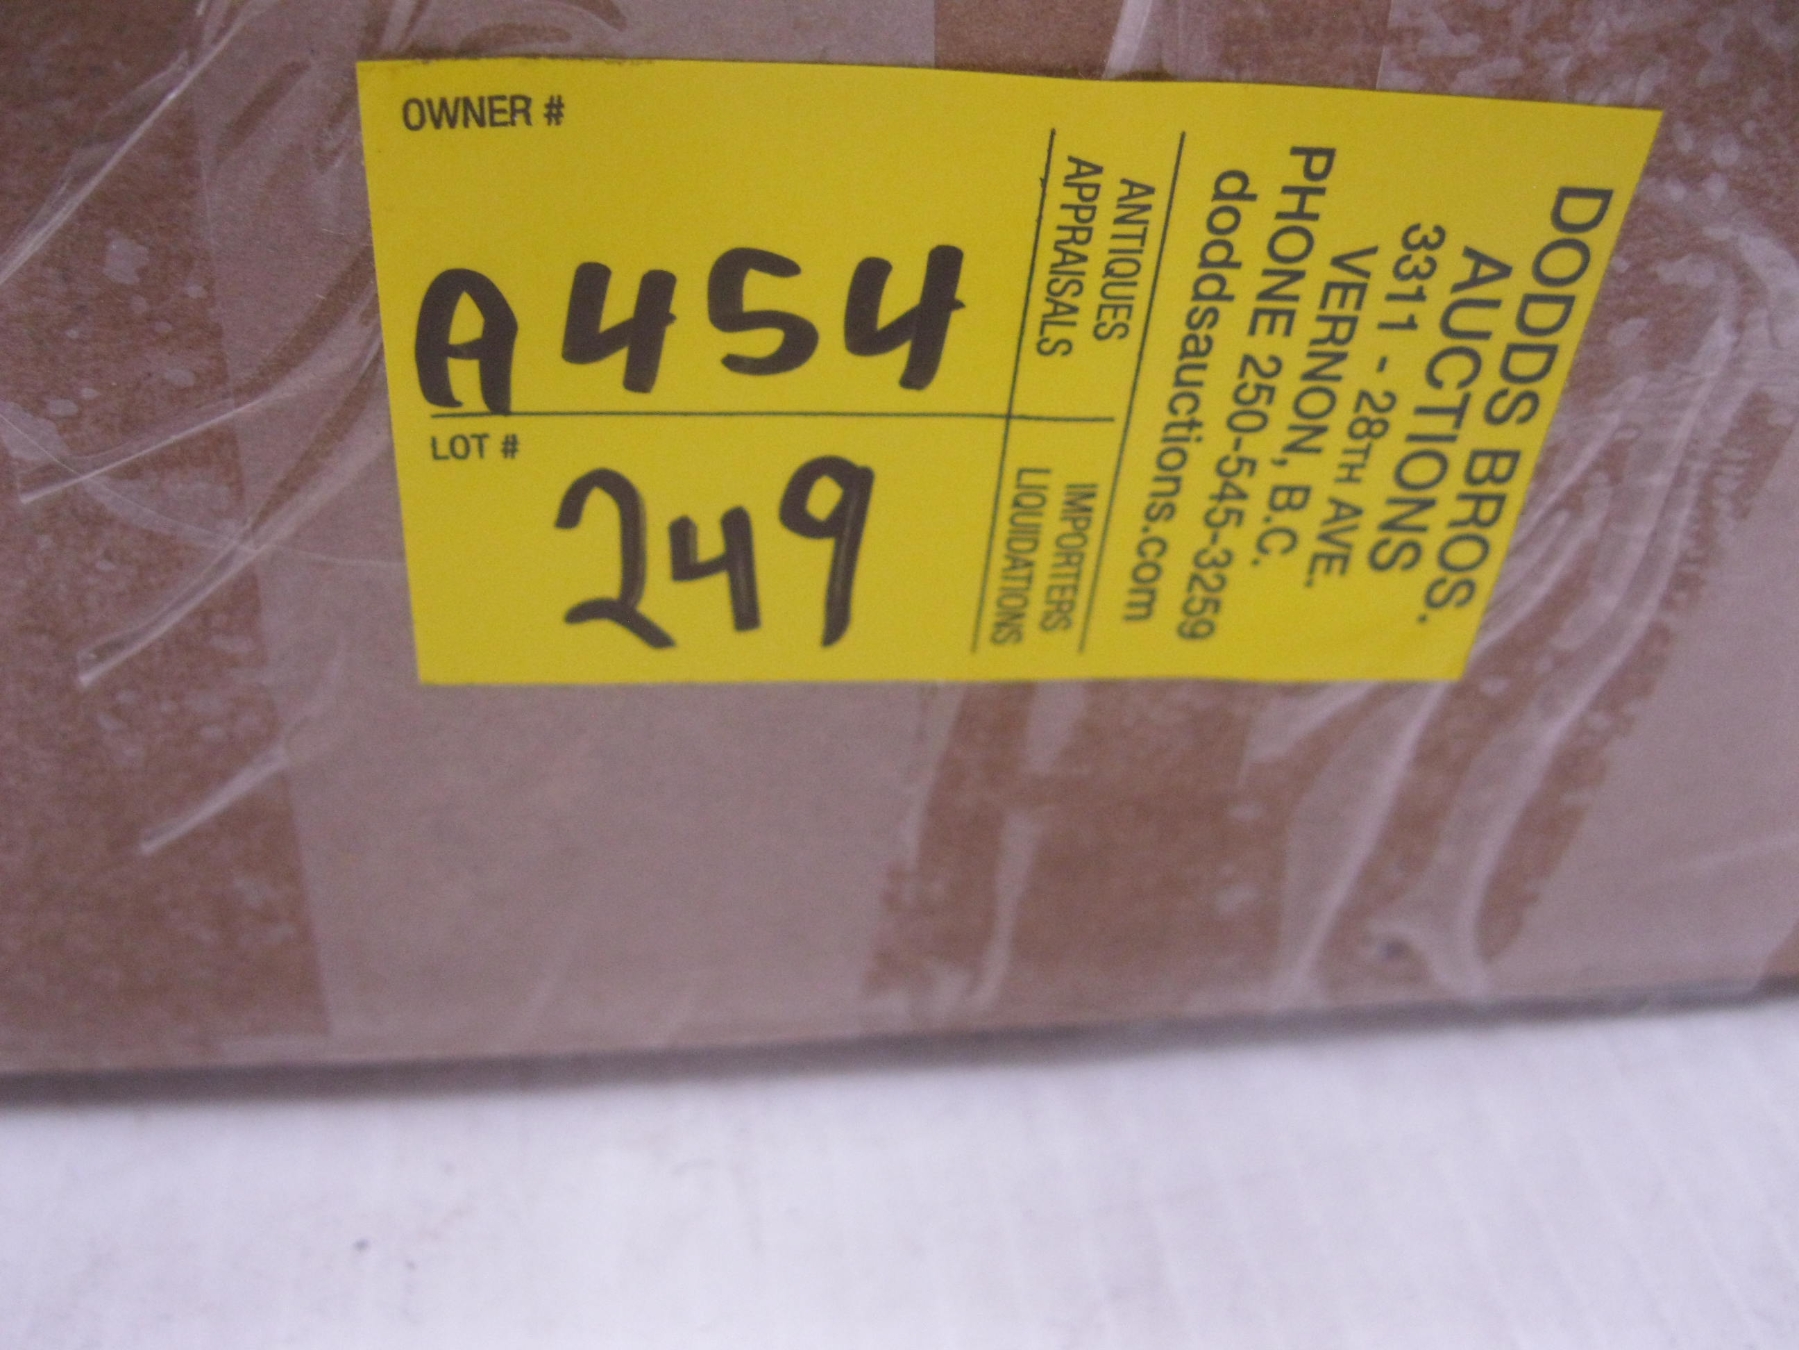 OWNER #
A 454
LOT #
249
DODDS BROS.
AUCTIONS
3311 - 28TH AVE.
VERNON, B.C.
PHONE 250-545-3259
doddsauctions.com
ANTIQUES
APPRAISALS
IMPORTERS
LIQUIDATIONS